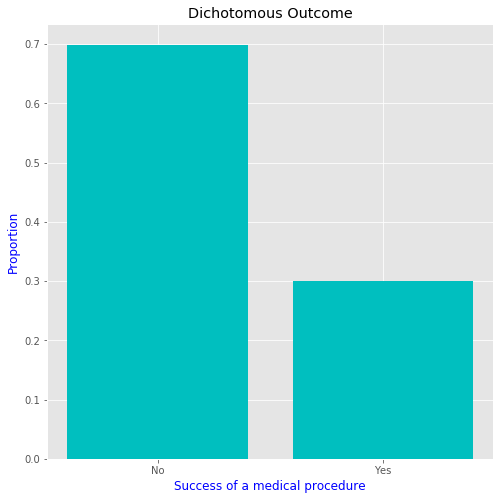 Dichotomous Outcome
0.7
0.6
0.5
0.4
0.3
0.2
0.1
0.0
Proportion
No
Yes
Success of a medical procedure